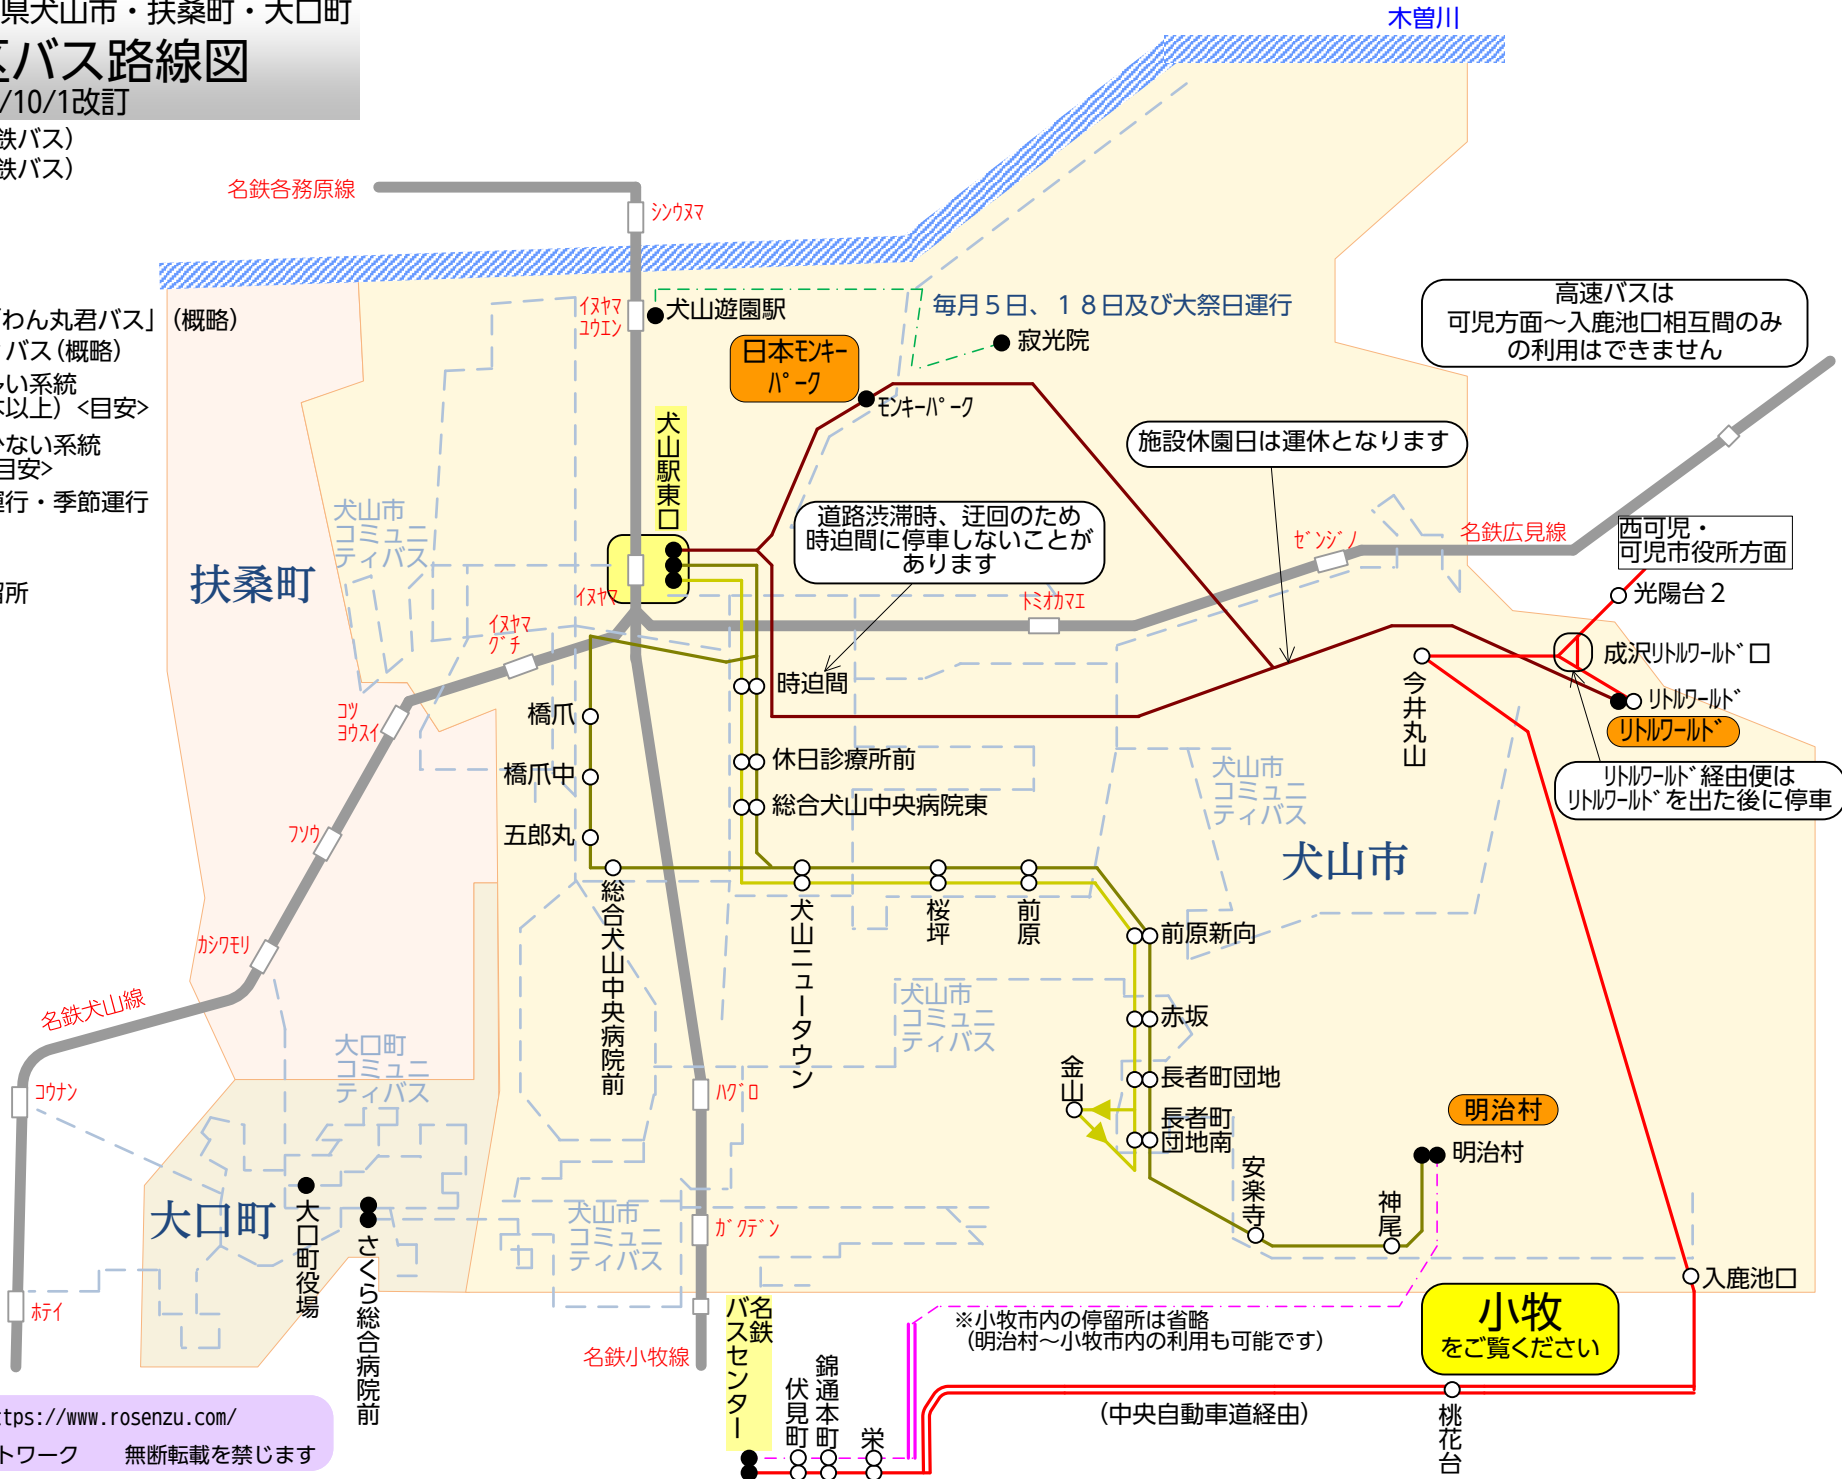 県犬山市・扶桑町・大口町
区バス路線図
/10/1改訂
鉄バス）
鉄バス）
わん丸君バス」（概略）
バス（概略）
い系統
本以上）<目安>
ない系統
目安>
運行・季節運行
留所
木曽川
名鉄各務原線
ｼﾝｳﾇﾏ
ｲﾇﾔﾏ
ﾕｳｴﾝ
犬山遊園駅
毎月５日、１８日及び大祭日運行
寂光院
日本ﾓﾝｷｰ
ﾊﾟｰｸ
ﾓﾝｷｰﾊﾟｰｸ
高速バスは
可児方面～入鹿池口相互間のみ
の利用はできません
施設休園日は運休となります
犬山駅東口
道路渋滞時、迂回のため
時迫間に停車しないことが
あります
犬山市
コミュニ
ティバス
扶桑町
ｲﾇﾔﾏ
ｲﾇﾔﾏ
ｸﾞﾁ
ﾄﾐｵｶﾏｴ
ｾﾞﾝｼﾞﾉ
名鉄広見線
西可児・
可児市役所方面
光陽台２
成沢ﾘﾄﾙﾜｰﾙﾄﾞ口
ﾘﾄﾙﾜｰﾙﾄﾞ
ﾘﾄﾙﾜｰﾙﾄﾞ
ﾘﾄﾙﾜｰﾙﾄﾞ経由便は
ﾘﾄﾙﾜｰﾙﾄﾞを出た後に停車
今井丸山
時迫間
橋爪
橋爪中
五郎丸
休日診療所前
総合犬山中央病院東
ｺﾂ
ﾖｳｽｲ
ﾌｿｳ
ｶｼﾜﾓﾘ
名鉄犬山線
犬山市
コミュニ
ティバス
犬山市
総合犬山中央病院前
犬山ニュータウン
桜坪
前原
前原新向
赤坂
長者町団地
長者町
団地南
金山
犬山市
コミュニ
ティバス
大口町
コミュニ
ティバス
ｺｳﾅﾝ
ﾊｸﾞﾛ
明治村
明治村
安楽寺
神尾
大口町
大口町役場
さくら総合病院前
犬山市
コミュニ
ティバス
ｶﾞｸﾃﾞﾝ
入鹿池口
ﾎﾃｲ
名鉄小牧線
名鉄
バスセンター
伏見町
錦通本町
栄
※小牧市内の停留所は省略
（明治村～小牧市内の利用も可能です）
小牧
をご覧ください
（中央自動車道経由）
桃花台
ttps://www.rosenzu.com/
トワーク　　無断転載を禁じます